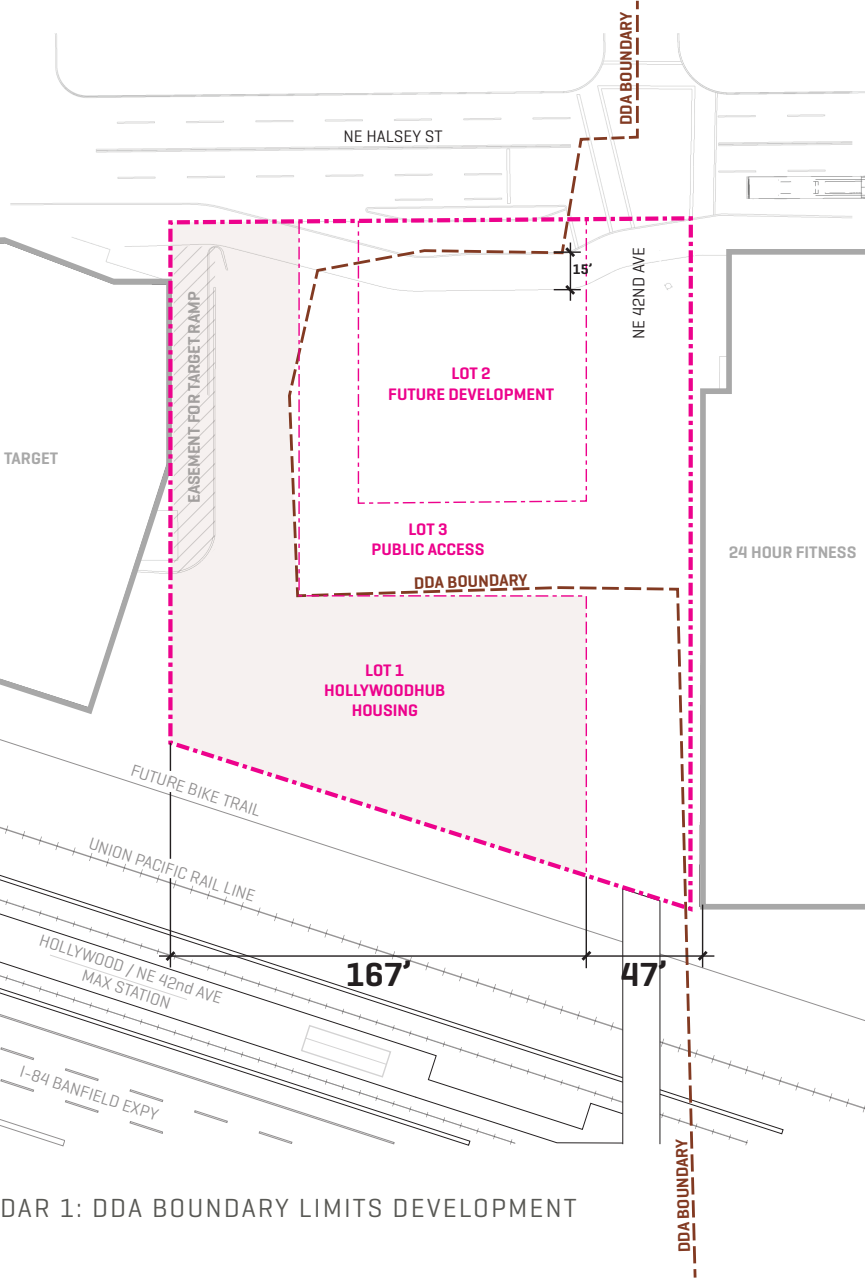 DDA BOUNDARY
NE HALSEY ST
15'
NE 42ND AVE
EASEMENT FOR TARGET RAMP
LOT 2
FUTURE DEVELOPMENT
TARGET
LOT 3
PUBLIC ACCESS
24 HOUR FITNESS
DDA BOUNDARY
LOT 1
HOLLYWOODHUB
HOUSING
FUTURE BIKE TRAIL
UNION PACIFIC RAIL LINE
HOLLYWOOD / NE 42nd AVE
MAX STATION
167'
47'
I-84 BANFIELD EXPY
DDA BOUNDARY
DAR 1: DDA BOUNDARY LIMITS DEVELOPMENT